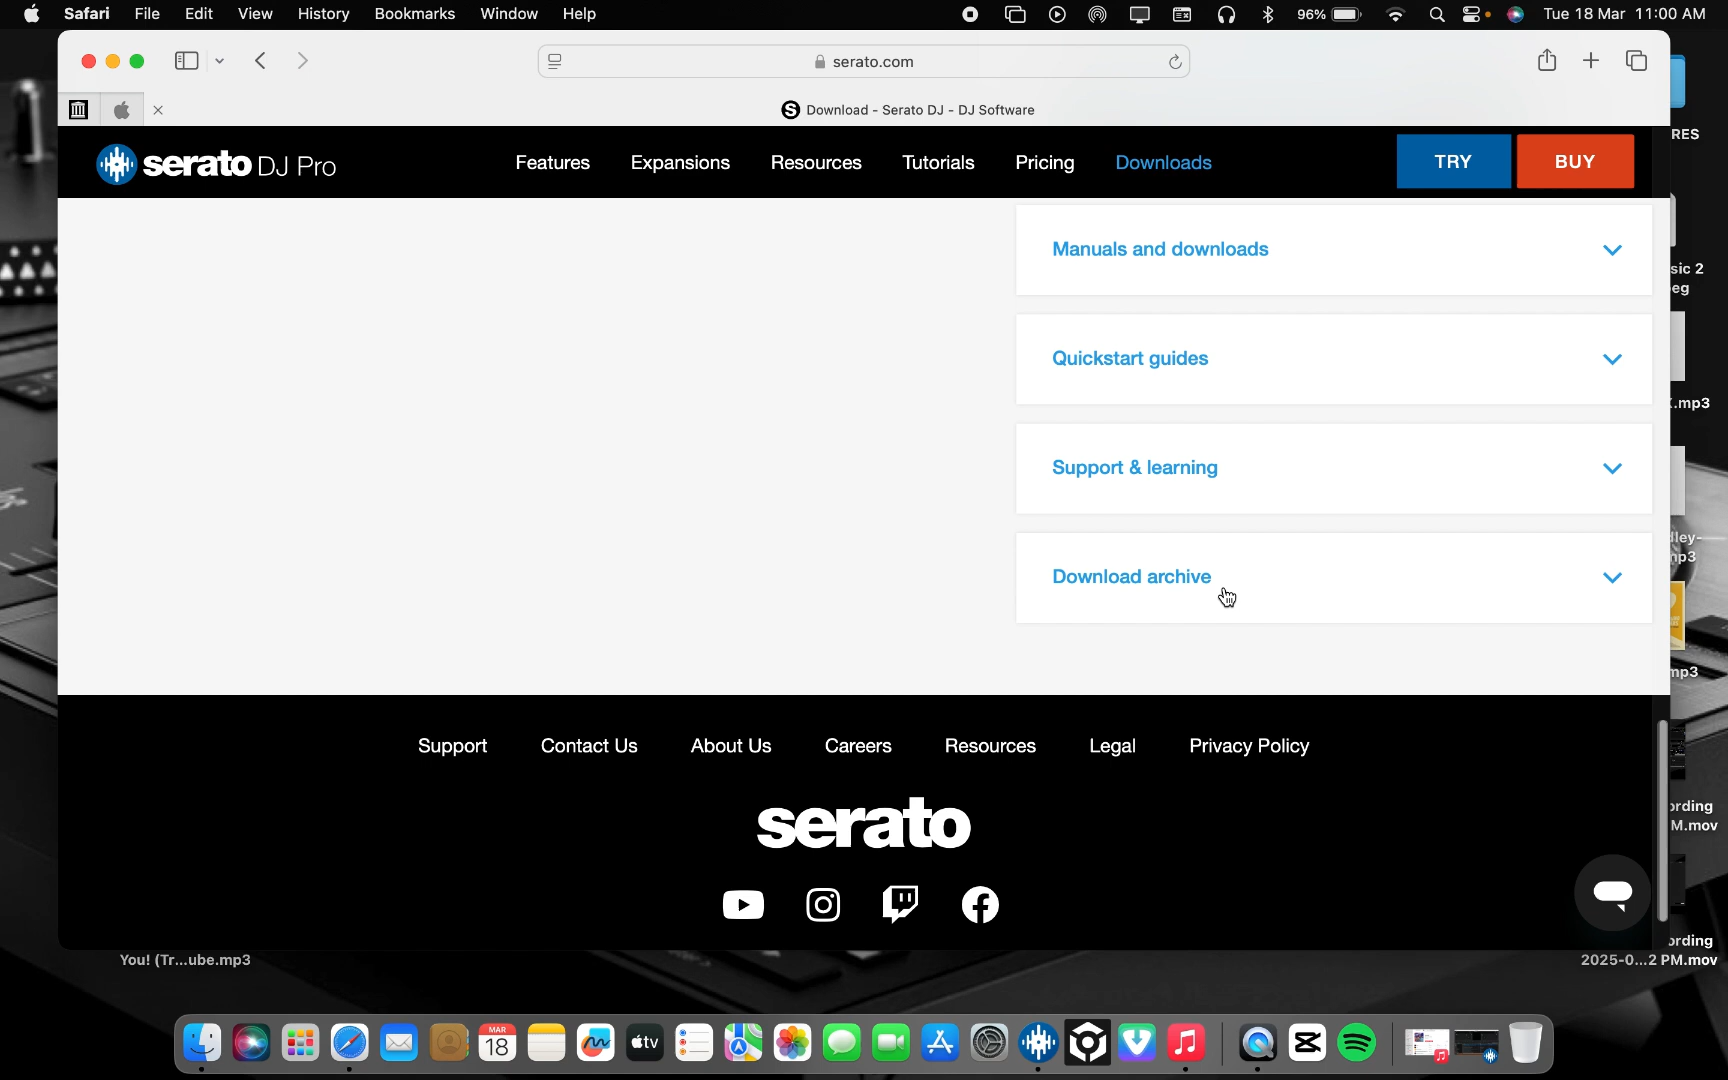 Safari File Edit View History Bookmarks Window Help 96% Tue 18 Mar 11:00 AM
serato.com
Download - Serato DJ - DJ Software
serato DJ Pro Features Expansions Resources Tutorials Pricing Downloads TRY BUY
RES
Manuals and downloads
sic 2
Quickstart guides
.mp3
Support & learning
Download archive
Support Contact Us About Us Careers Resources Legal Privacy Policy
serato
You! (Tr...ube.mp3
M.mov
2025-0...2 PM.mov
MAR
18
tv